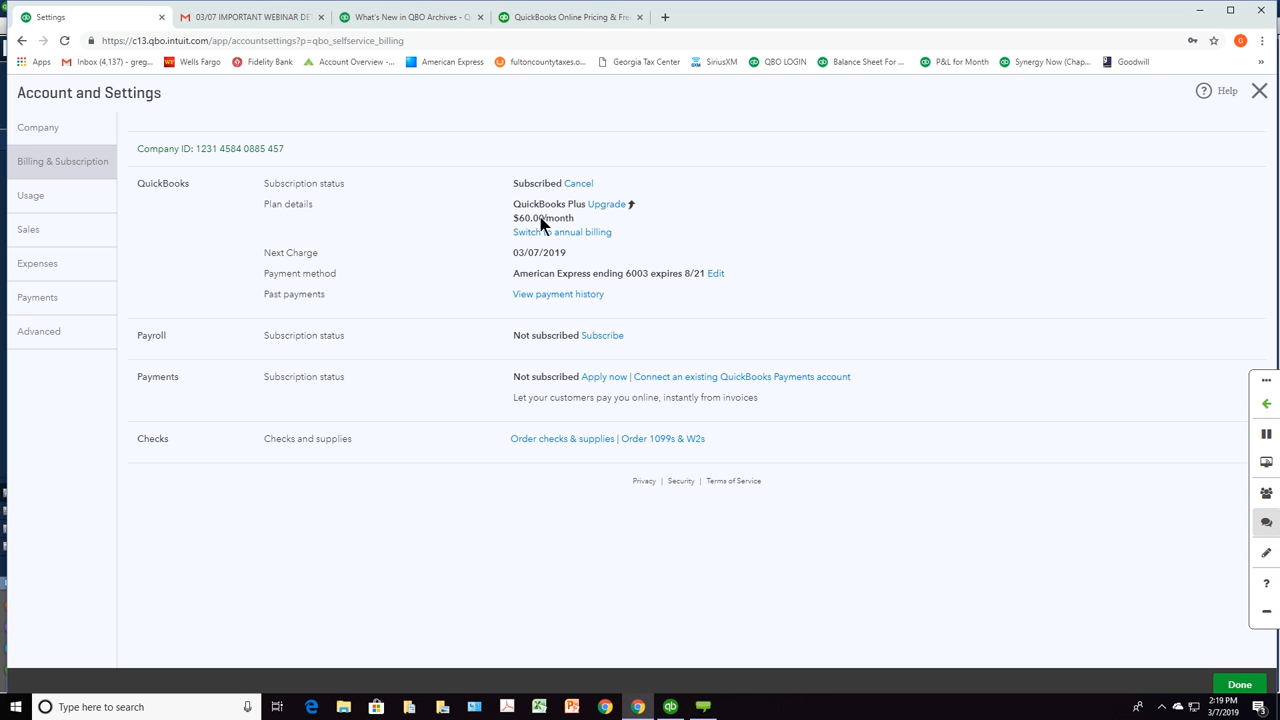 Settings
03/07 IMPORTANT WEBINAR DE
What's New in QBO Archives - Q
QuickBooks Online Pricing & Fre
https://c13.qbo.intuit.com/app/accountsettings?p=qbo_selfservice_billing
G
Apps
Inbox (4,137) - greg...
Wells Fargo
Fidelity Bank
Account Overview -...
American Express
fultoncountytaxes.o...
Georgia Tax Center
SiriusXM
QBO LOGIN
Balance Sheet For ...
P&L for Month
Synergy Now (Chap...
Goodwill
»
Account and Settings
? Help
Company
Billing & Subscription
Usage
Sales
Expenses
Payments
Advanced
Company ID: 1231 4584 0885 457
QuickBooks Subscription status Subscribed Cancel
Plan details QuickBooks Plus Upgrade
$60.00/month
Switch to annual billing
Next Charge 03/07/2019
Payment method American Express ending 6003 expires 8/21 Edit
Past payments View payment history
Payroll Subscription status Not subscribed Subscribe
Payments Subscription status Not subscribed Apply now | Connect an existing QuickBooks Payments account
Let your customers pay you online, instantly from invoices
Checks Checks and supplies Order checks & supplies | Order 1099s & W2s
Privacy | Security | Terms of Service
?
Done
Type here to search
2:19 PM
3/7/2019
3